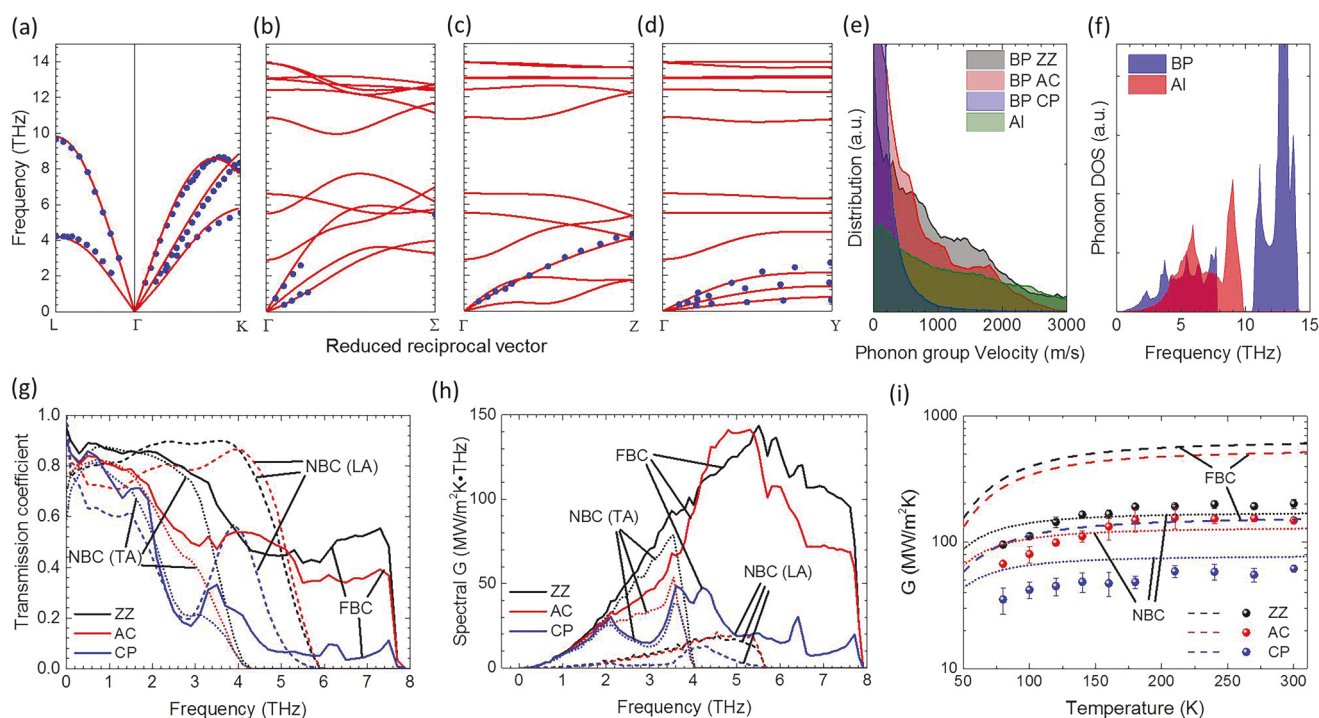 (a)
(b)
(c)
(d)
(e)
(f)
14
12
10
8
6
4
2
0
Frequency (THz)
L Γ K
Γ Σ
Γ Z
Γ Y
Reduced reciprocal vector
BP ZZ
BP AC
BP CP
Al
Distribution (a.u.)
0 1000 2000 3000
Phonon group Velocity (m/s)
BP
Al
Phonon DOS (a.u.)
0 5 10 15
Frequency (THz)
(g)
1.0
0.8
0.6
0.4
0.2
0.0
Transmission coefficient
NBC (LA)
NBC (TA)
FBC
ZZ
AC
CP
0 1 2 3 4 5 6 7 8
Frequency (THz)
(h)
150
100
50
0
Spectral G (MW/m²K•THz)
FBC
NBC (TA)
NBC (LA)
ZZ
AC
CP
0 1 2 3 4 5 6 7 8
Frequency (THz)
(i)
1000
100
10
G (MW/m²K)
FBC
NBC
ZZ
AC
CP
50 100 150 200 250 300
Temperature (K)